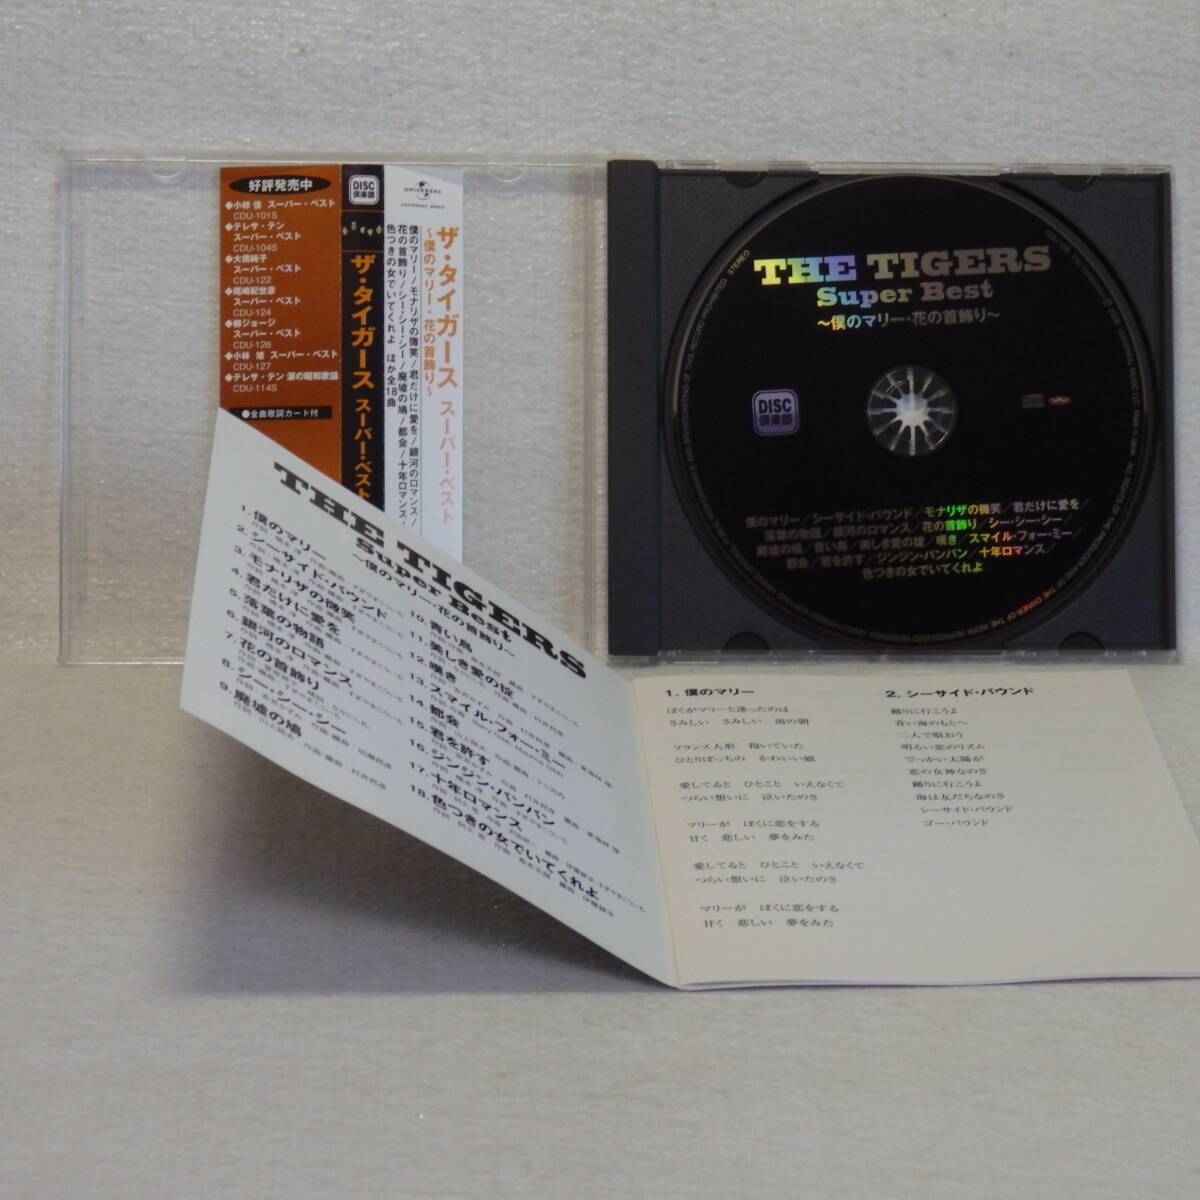 好評発売中
◆小椋 佳 スーパー・ベスト
CDU-101S
◆テレサ・テン
スーパー・ベスト
CDU-104S
◆大橋純子
スーパー・ベスト
CDU-122
◆尾崎紀世彦
スーパー・ベスト
CDU-124
◆柳ジョージ
スーパー・ベスト
CDU-126
◆小林 旭 スーパー・ベスト
CDU-127
◆テレサ・テン 涙の昭和歌謡
CDU-114S
●全曲歌詞カード付
DISC
倶楽部
ザ・タイガース スーパー・ベスト
UNIVERSAL
UNIVERSAL MUSIC
ザ・タイガース スーパー・ベスト
~僕のマリー・花の首飾り~
僕のマリー/モナリザの微笑/君だけに愛を/銀河のロマンス/
花の首飾り/シー・シー・シー/廃墟の鳩/都会/十年ロマンス/
色つきの女でいてくれよ ほか全18曲
THE TIGERS
Super Best
~僕のマリー・花の首飾り~
DISC
倶楽部
STEREO
僕のマリー/シーサイド・バウンド/モナリザの微笑/君だけに愛を/
落葉の物語/銀河のロマンス/花の首飾り/シー・シー・シー/
廃墟の鳩/青い鳥/美しき愛の掟/嘆き スマイル・フォー・ミー/
都会/君を許す/ジンジン・バンバン/十年ロマンス/
色つきの女でいてくれよ
THE TIGERS
Super Best
~僕のマリー・花の首飾り~
1. 僕のマリー
2. シーサイド・バウンド
3. モナリザの微笑
4. 君だけに愛を
5. 落葉の物語
6. 銀河のロマンス
7. 花の首飾り
8. シー・シー・シー
9. 廃墟の鳩
10. 青い鳥
11. 美しき愛の掟
12. 嘆き
13. スマイル・フォー・ミー
14. 都会
15. 君を許す
16. ジンジン・バンバン
17. 十年ロマンス
18. 色つきの女でいてくれよ
1. 僕のマリー
ぼくがマリーと逢ったのは
さみしい さみしい 雨の朝
フランス人形 抱いていた
ひとりぼっちの かわいい娘
愛してると ひとこと いえなくて
つらい想いに 泣いたのさ
マリーが ぼくに恋をする
甘く 悲しい 夢をみた
愛してると ひとこと いえなくて
つらい想いに 泣いたのさ
マリーが ぼくに恋をする
甘く 悲しい 夢をみた
2. シーサイド・バウンド
踊りに行こうよ
青い海のもとへ
二人で唄おう
明るい恋のリズム
でっかい太陽が
恋の女神なのさ
踊りに行こうよ
海は友だちなのさ
シーサイド・バウンド
ゴー・バウンド